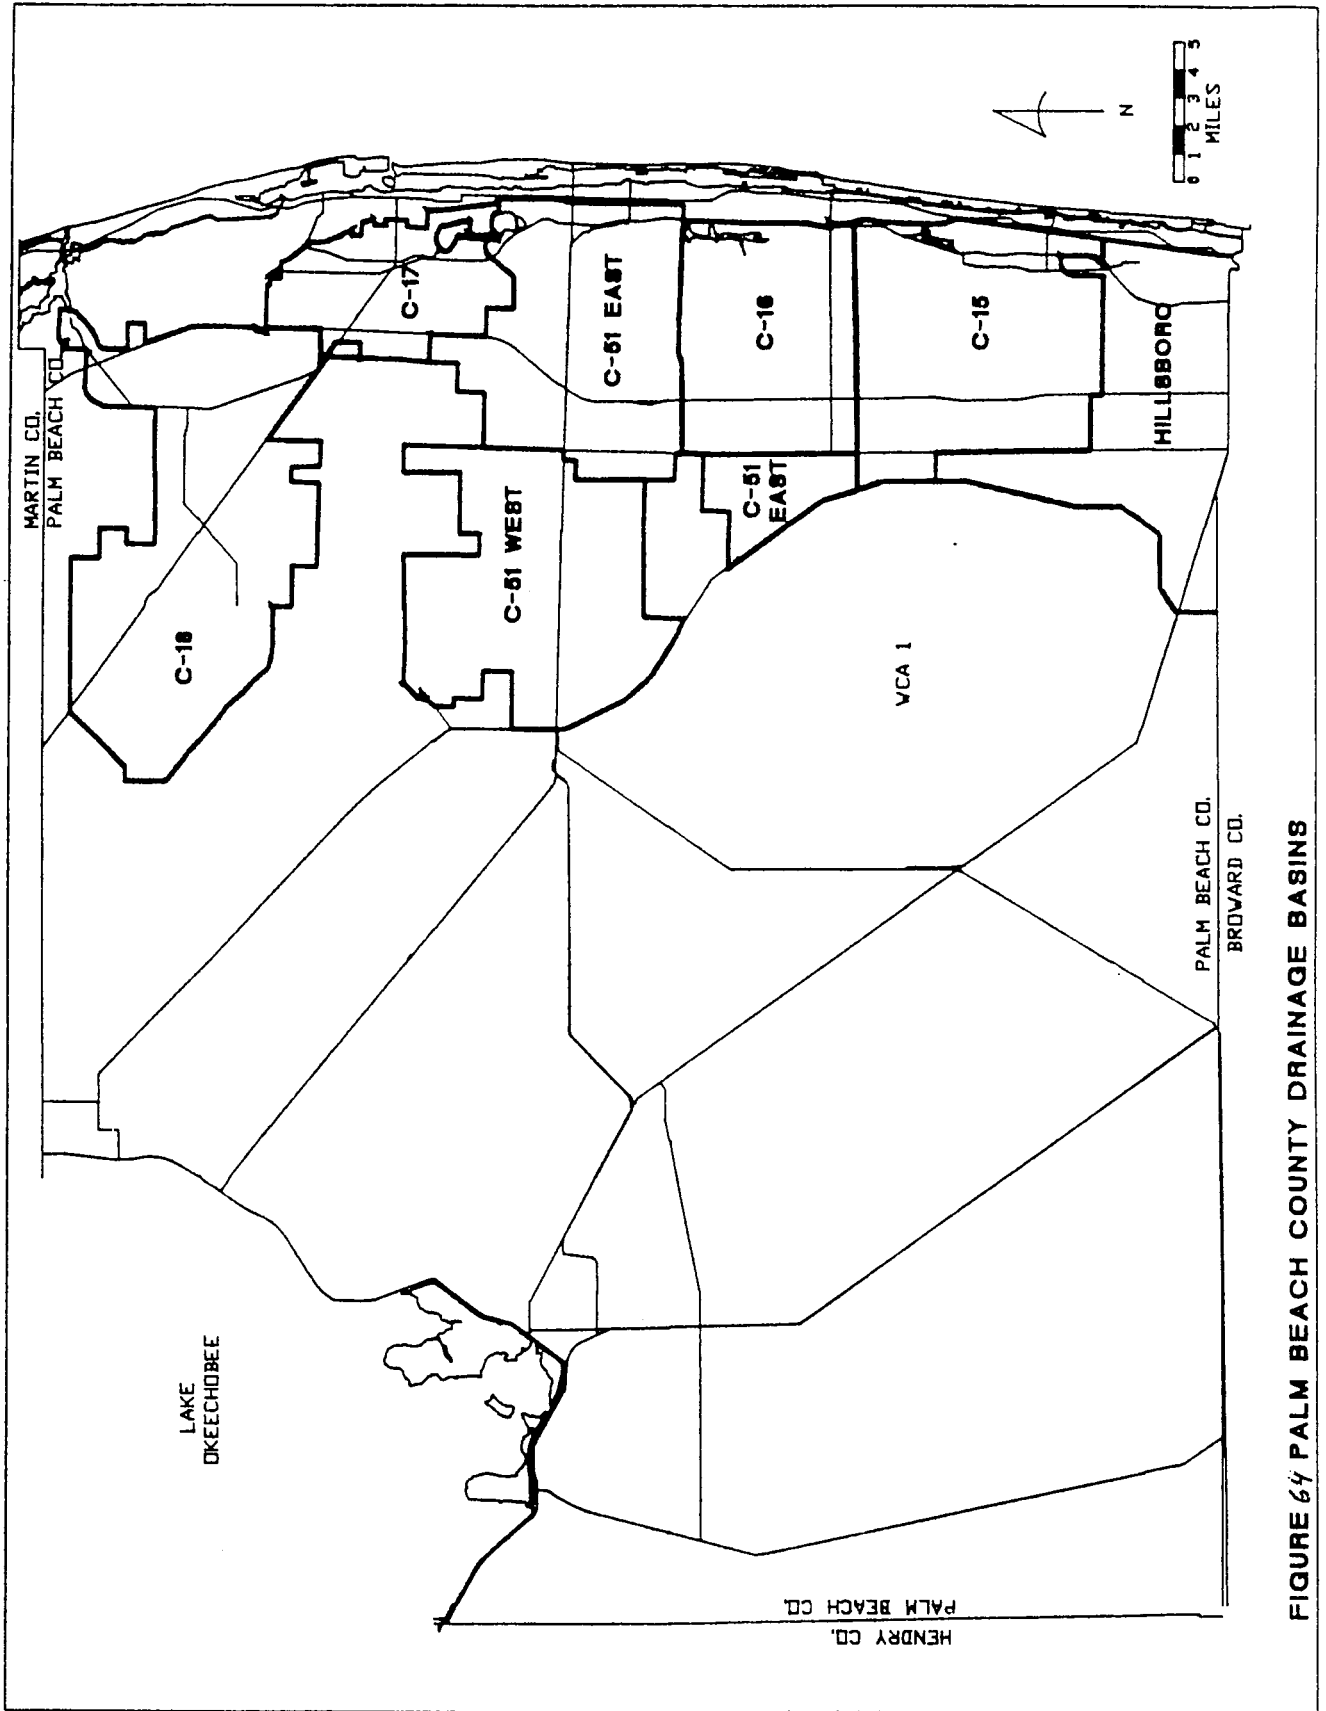 MARTIN CO.
PALM BEACH CO.
C-18
C-17
C-51 WEST
C-51 EAST
C-16
C-51
EAST
C-15
HILLSBORO
WCA 1
LAKE
OKEECHOBEE
PALM BEACH CO.
BROWARD CO.
HENDRY CO.
PALM BEACH CO.
N
0 1 2 3 4 5
MILES
FIGURE 64 PALM BEACH COUNTY DRAINAGE BASINS